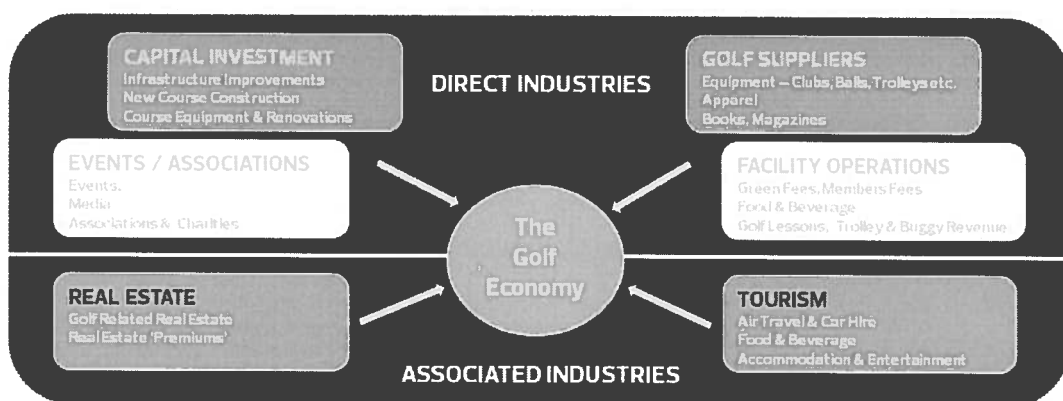 CAPITAL INVESTMENT
Infrastructure Improvements
New Course Construction
Course Equipment & Renovations
DIRECT INDUSTRIES
GOLF SUPPLIERS
Equipment – Clubs, Balls, Trolleys etc.
Apparel
Books, Magazines
EVENTS / ASSOCIATIONS
Events,
Media
Associations & Charities
FACILITY OPERATIONS
Green Fees, Members Fees
Food & Beverage
Golf Lessons, Trolley & Buggy Revenue
The
Golf
Economy
REAL ESTATE
Golf Related Real Estate
Real Estate 'Premiums'
TOURISM
Air Travel & Car Hire
Food & Beverage
Accommodation & Entertainment
ASSOCIATED INDUSTRIES